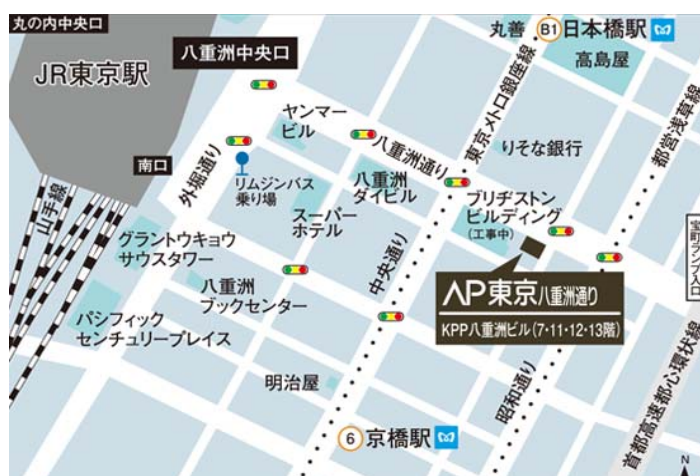 丸の内中央口
JR東京駅
八重洲中央口
丸善
B1
日本橋駅
高島屋
ヤンマー
ビル
八重洲通り
東京メトロ銀座線
都営浅草線
りそな銀行
南口
外堀通り
リムジンバス
乗り場
八重洲
ダイビル
スーパー
ホテル
ブリヂストン
ビルディング
(工事中)
山手線
グラントウキョウ
サウスタワー
八重洲
ブックセンター
中央通り
宝町ランプ入口
AP東京八重洲通り
KPP八重洲ビル(7・11・12・13階)
パシフィック
センチュリープレイス
明治屋
昭和通り
首都高速都心環状線
6
京橋駅
N